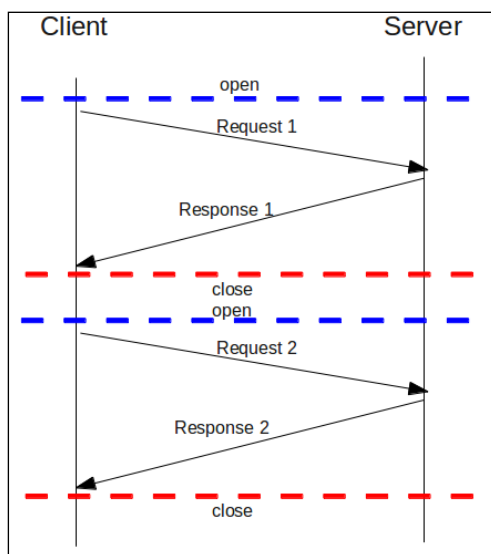 Client
Server
open
Request 1
Response 1
close
open
Request 2
Response 2
close